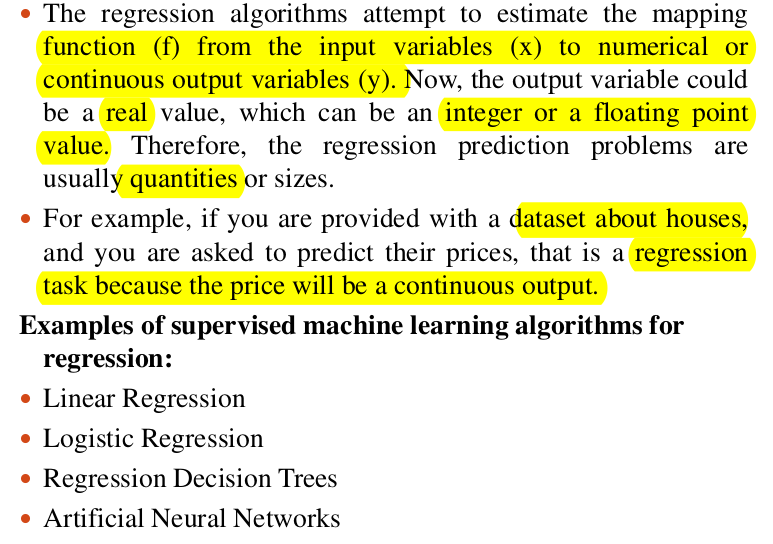 • The regression algorithms attempt to estimate the mapping
function (f) from the input variables (x) to numerical or
continuous output variables (y). Now, the output variable could
be a real value, which can be an integer or a floating point
value. Therefore, the regression prediction problems are
usually quantities or sizes.
• For example, if you are provided with a dataset about houses,
and you are asked to predict their prices, that is a regression
task because the price will be a continuous output.
Examples of supervised machine learning algorithms for
regression:
• Linear Regression
• Logistic Regression
• Regression Decision Trees
• Artificial Neural Networks